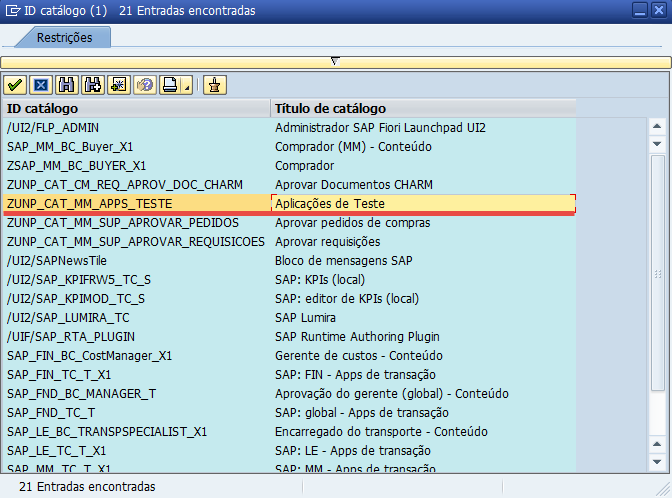 ID catálogo (1) 21 Entradas encontradas
Restrições
ID catálogo Título de catálogo
/UI2/FLP_ADMIN Administrador SAP Fiori Launchpad UI2
SAP_MM_BC_Buyer_X1 Comprador (MM) - Conteúdo
ZSAP_MM_BC_BUYER_X1 Comprador
ZUNP_CAT_CM_REQ_APROV_DOC_CHARM Aprovar Documentos CHARM
ZUNP_CAT_MM_APPS_TESTE Aplicações de Teste
ZUNP_CAT_MM_SUP_APROVAR_PEDIDOS Aprovar pedidos de compras
ZUNP_CAT_MM_SUP_APROVAR_REQUISICOES Aprovar requisições
/UI2/SAPNewsTile Bloco de mensagens SAP
/UI2/SAP_KPIFRW5_TC_S SAP: KPIs (local)
/UI2/SAP_KPIMOD_TC_S SAP: editor de KPIs (local)
/UI2/SAP_LUMIRA_TC SAP Lumira
/UIF/SAP_RTA_PLUGIN SAP Runtime Authoring Plugin
SAP_FIN_BC_CostManager_X1 Gerente de custos - Conteúdo
SAP_FIN_TC_T_X1 SAP: FIN - Apps de transação
SAP_FND_BC_MANAGER_T Aprovação do gerente (global) - Conteúdo
SAP_FND_TC_T SAP: global - Apps de transação
SAP_LE_BC_TRANSPSPECIALIST_X1 Encarregado do transporte - Conteúdo
SAP_LE_TC_T_X1 SAP: LE - Apps de transação
SAP_MM_TC_T_X1 SAP: MM - Apps de transação
21 Entradas encontradas